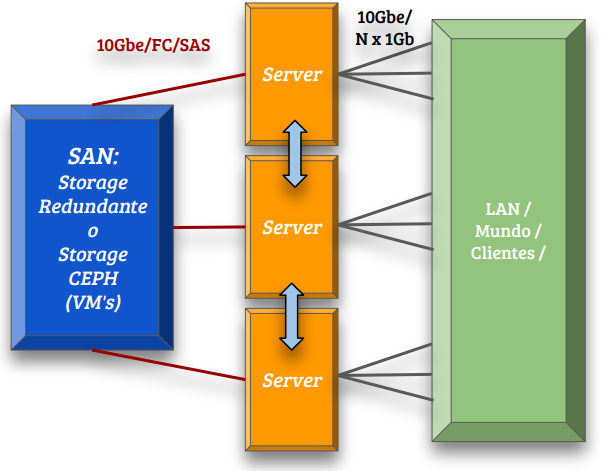 10Gbe/FC/SAS
10Gbe/
N x 1Gb
Server
SAN:
Storage
Redundante
o
Storage
CEPH
(VM's)
Server
LAN /
Mundo /
Clientes /
Server